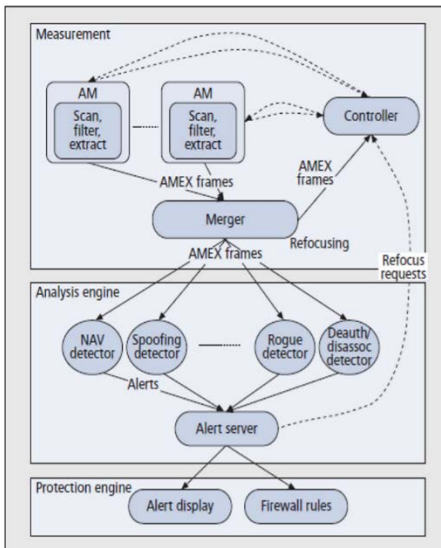 Measurement
AM
AM
Scan,
filter,
extract
Scan,
filter,
extract
Controller
AMEX frames
AMEX
frames
Merger
Refocusing
AMEX frames
Refocus
requests
Analysis engine
NAV
detector
Spoofing
detector
Rogue
detector
Deauth/
disassoc
detector
Alerts
Alert server
Protection engine
Alert display
Firewall rules